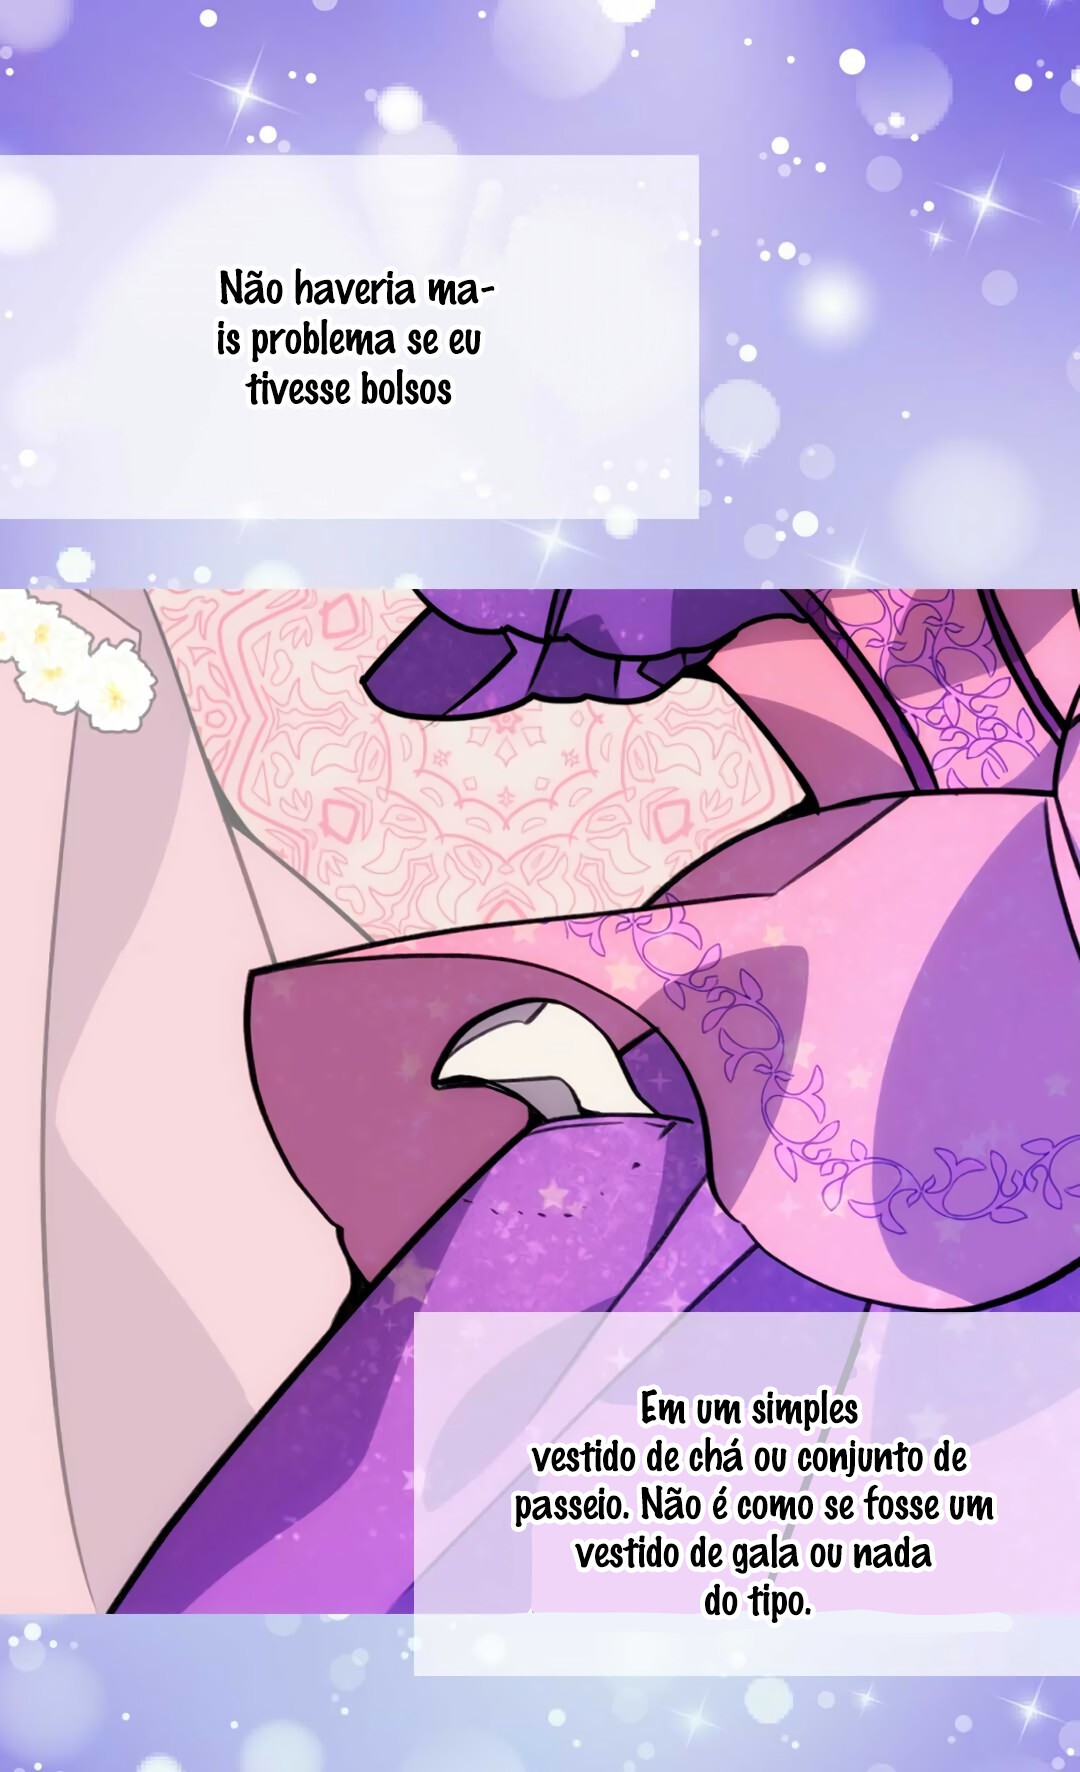 Não haveria ma-
is problema se eu
tivesse bolsos
Em um simples
vestido de chá ou conjunto de
passeio. Não é como se fosse um
vestido de gala ou nada
do tipo.